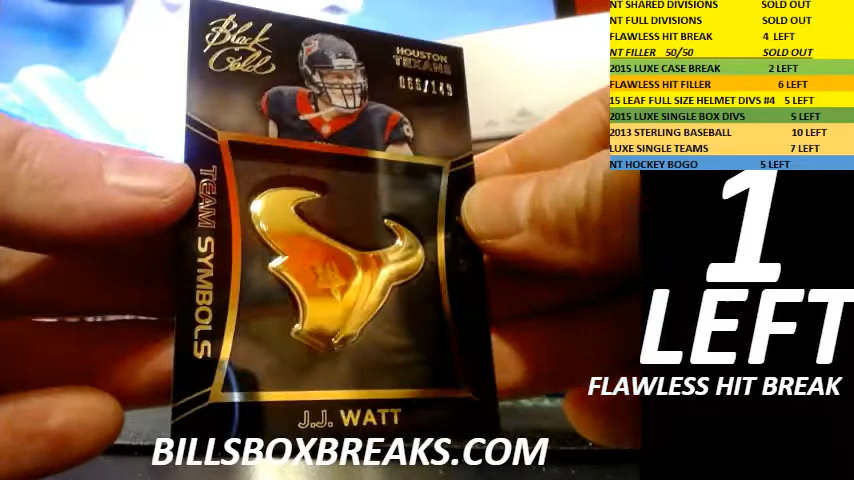 Black
Gold
HOUSTON
TEXANS
086/149
TEAM SYMBOLS
J.J. WATT
BILLSBOXBREAKS.COM
NT SHARED DIVISIONS SOLD OUT
NT FULL DIVISIONS SOLD OUT
FLAWLESS HIT BREAK 4 LEFT
NT FILLER 50/50 SOLD OUT
2015 LUXE CASE BREAK 2 LEFT
FLAWLESS HIT FILLER 6 LEFT
15 LEAF FULL SIZE HELMET DIVS #4 5 LEFT
2015 LUXE SINGLE BOX DIVS 5 LEFT
2013 STERLING BASEBALL 10 LEFT
LUXE SINGLE TEAMS 7 LEFT
NT HOCKEY BOGO 5 LEFT
1
LEFT
FLAWLESS HIT BREAK